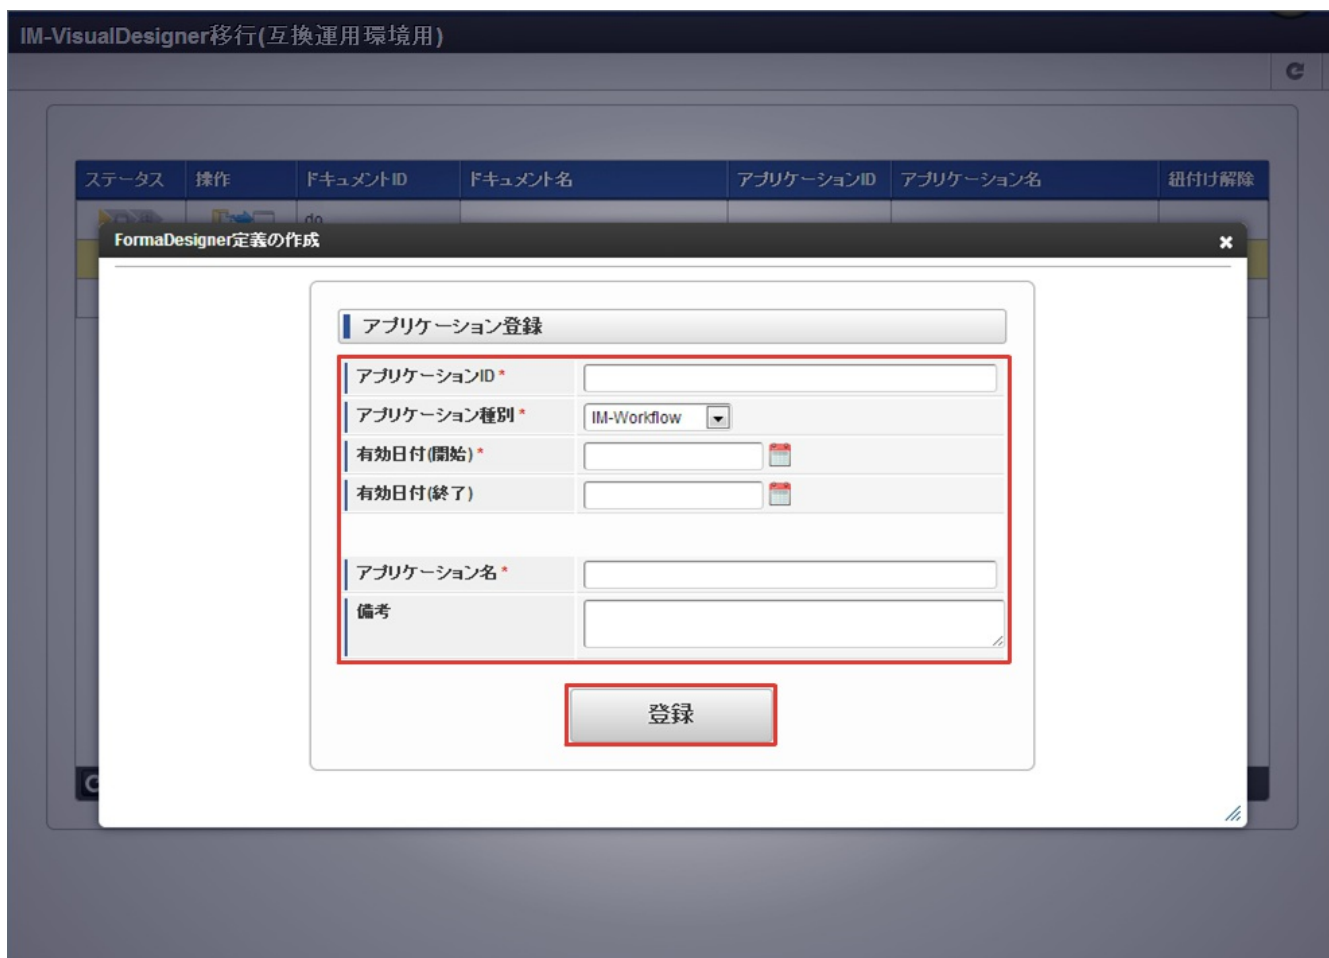 IM-VisualDesigner移行(互換運用環境用)
ステータス 操作 ドキュメントID ドキュメント名 アプリケーションID アプリケーション名 紐付け解除
do
FormaDesigner定義の作成
アプリケーション登録
アプリケーションID *
アプリケーション種別 * IM-Workflow
有効日付(開始) *
有効日付(終了)
アプリケーション名 *
備考
登録